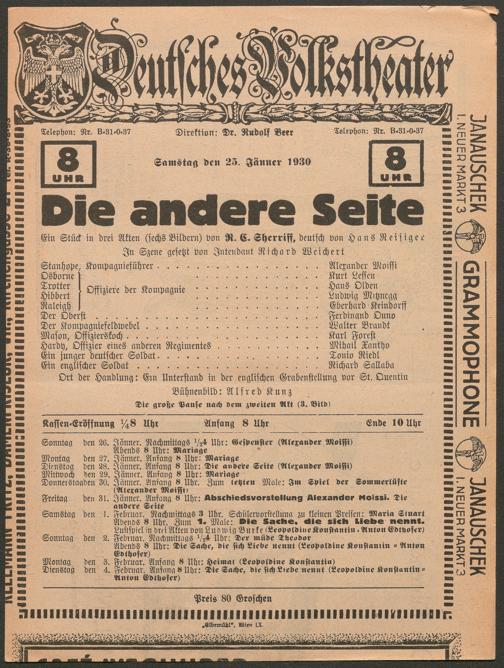 Deutsches Volkstheater
Telephon: Nr. B-31-0-37 Direktion: Dr. Rudolf Beer Telephon: Nr. B-31-0-37
8 UHR Samstag den 25. Jänner 1930 8 UHR
Die andere Seite
Ein Stück in drei Akten (sechs Bildern) von R. C. Sherriff, deutsch von Hans Reisiger
In Szene gesetzt von Intendant Richard Weichert
Stanhope, Kompagnieführer Alexander Moissi
Osborne Kurt Lessen
Trotter Hans Olden
Hibbert Offiziere der Kompagnie Ludwig
Raleigh Eberhard Keindorff
Der Oberst Ferdinand Onno
Der Kompagniefeldwebel Walter Brandt
Mason, Offizierskoch Karl Forest
Hardy, Offizier eines anderen Regimentes Mihail Xantho
Ein junger deutscher Soldat Tonio Riedl
Ein englischer Soldat Richard Sallaba
Ort der Handlung: Ein Unterstand in der englischen Grabenstellung vor St. Quentin
Bühnenbild: Alfred Kunz
Die große Pause nach dem zweiten Akt (3. Bild)
Kassen-Eröffnung ¼8 Uhr Anfang 8 Uhr Ende 10 Uhr
Sonntag den 26. Jänner. Nachmittags Uhr: Gespenster (Alexander Moissi)
Abends 8 Uhr: Mariage
Montag den 27. Jänner, Anfang 8 Uhr: Mariage
Dienstag den 28. Jänner, Anfang 8 Uhr: Die andere Seite (Alexander Moissi)
Mittwoch den 29. Jänner, Anfang 8 Uhr: Mariage
Donnerstag den 30. Jänner, Anfang 8 Uhr. Zum letzten Male: Im Spiel der Sommerlüfte
(Alexander Moissi)
Freitag den 31. Jänner, Anfang 8 Uhr: Abschiedsvorstellung Alexander Moissi. Die
andere Seite
Samstag den 1. Februar. Nachmittags 3 Uhr. Schülervorstellung zu kleinen Preisen: Maria Stuart
Abends 8 Uhr. Zum 1. Male: Die Sache, die sich Liebe nennt.
Lustspiel in drei Akten von Edwin Burke (Leopoldine Konstantin - Anton Edthofer)
Sonntag den 2. Februar. Nachmittags Uhr: Der müde Theodor
Abends 8 Uhr: Die Sache, die sich Liebe nennt (Leopoldine Konstantin - Anton
Edthofer)
Montag den 3. Februar, Anfang 8 Uhr: Heimat (Leopoldine Konstantin)
Dienstag den 4. Februar, Anfang 8 Uhr: Die Sache, die sich Liebe nennt (Leopoldine Konstantin -
Anton Edthofer)
Preis 80 Groschen
„Elbemühl", Wien IX.
JANAUSCHEK
I. NEUER MARKT 3
GRAMMOPHONE
JANAUSCHEK
I. NEUER MARKT 3